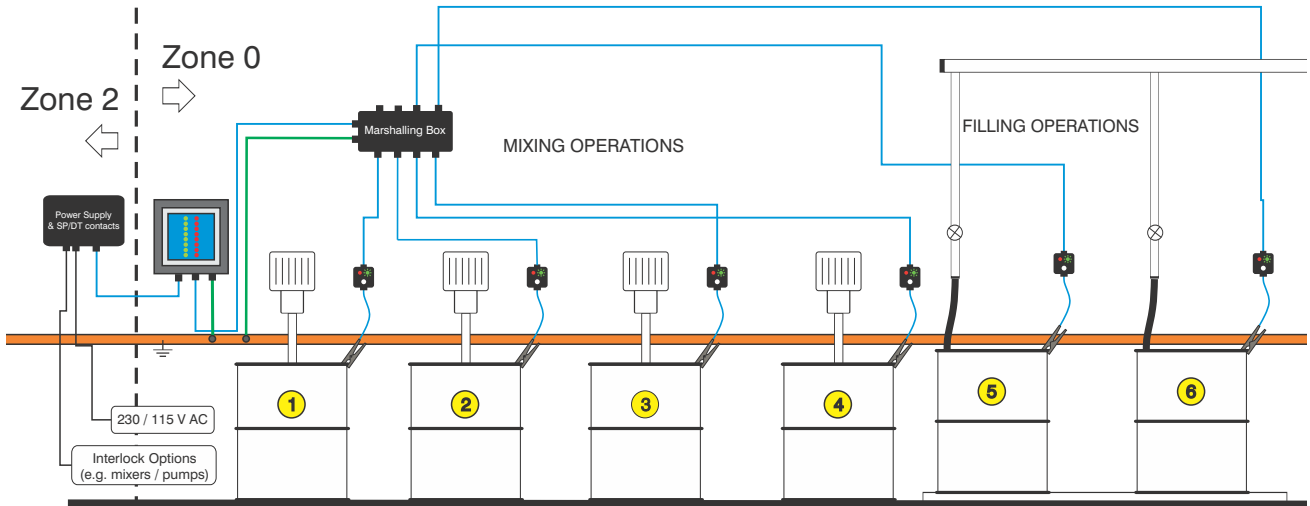 Zone 2
Zone 0
Marshalling Box
MIXING OPERATIONS
FILLING OPERATIONS
Power Supply
& SP/DT contacts
1
2
3
4
5
6
230 / 115 V AC
Interlock Options
(e.g. mixers / pumps)